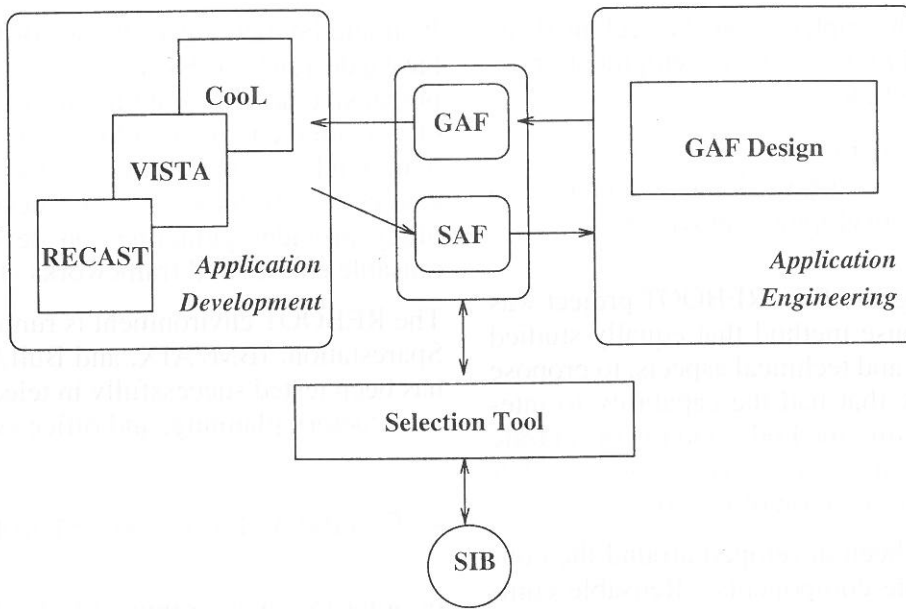 CooL
VISTA
RECAST
Application
Development
GAF
SAF
GAF Design
Application
Engineering
Selection Tool
SIB